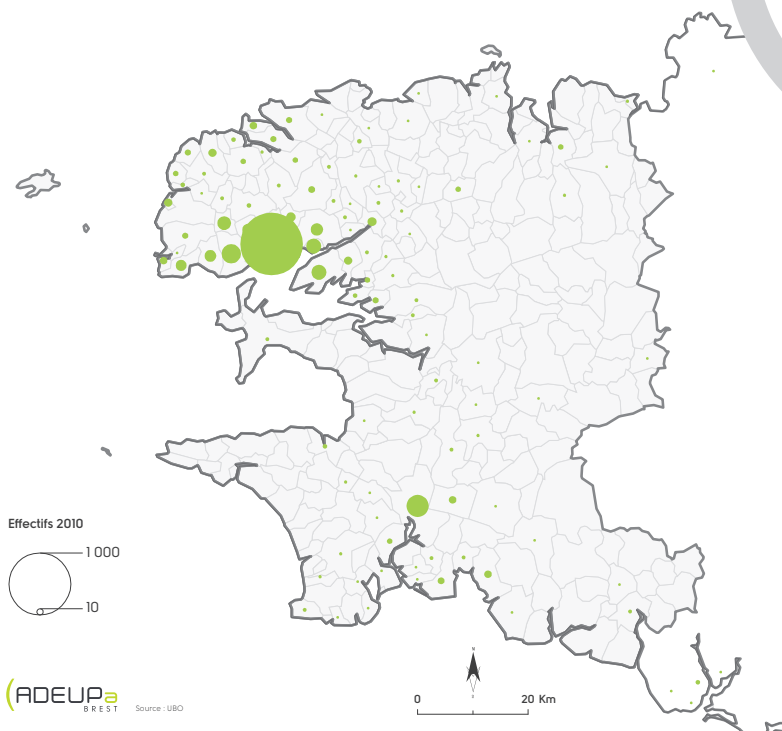 Effectifs 2010
1 000
10
ADEUPa
BREST
Source : UBO
N
S
0
20 Km